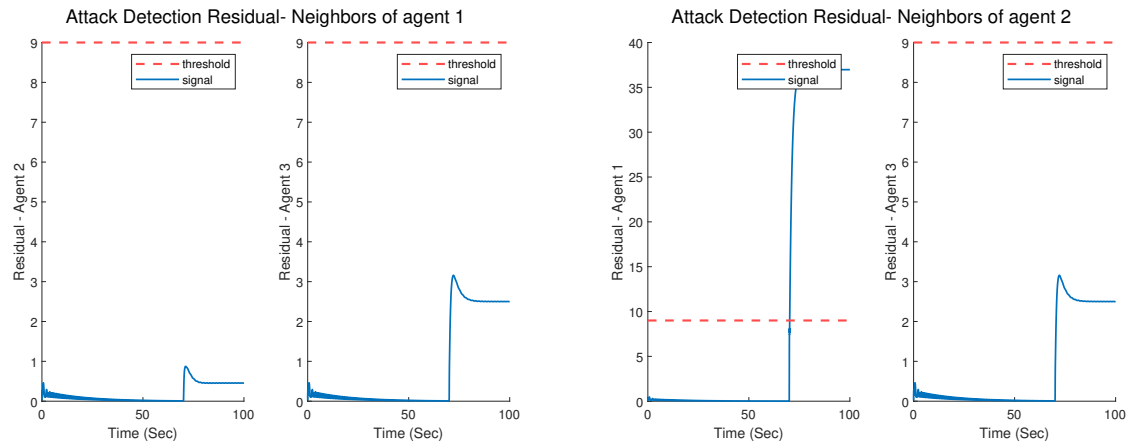 Attack Detection Residual- Neighbors of agent 1
Attack Detection Residual- Neighbors of agent 2
9
8
7
6
5
4
3
2
1
0
Residual - Agent 2
threshold
signal
0
50
100
Time (Sec)
9
8
7
6
5
4
3
2
1
0
Residual - Agent 3
threshold
signal
0
50
100
Time (Sec)
40
35
30
25
20
15
10
5
0
Residual - Agent 1
threshold
signal
0
50
100
Time (Sec)
9
8
7
6
5
4
3
2
1
0
Residual - Agent 3
threshold
signal
0
50
100
Time (Sec)